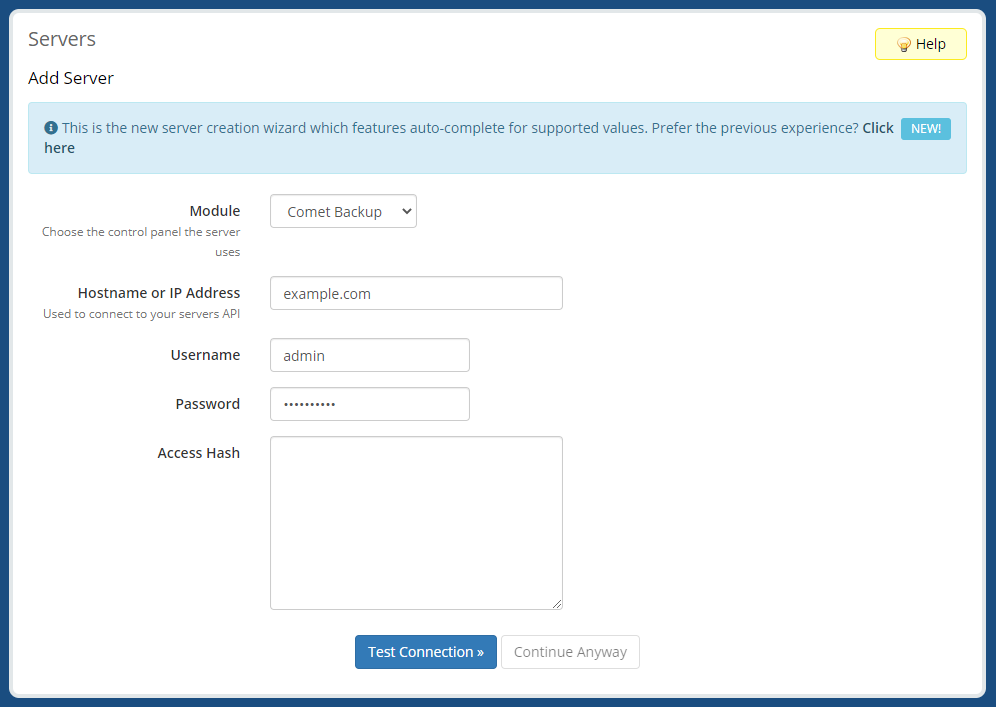 Servers
Help
Add Server
This is the new server creation wizard which features auto-complete for supported values. Prefer the previous experience? Click
here
NEW!
Module
Choose the control panel the server
uses
Comet Backup
Hostname or IP Address
Used to connect to your servers API
example.com
Username
admin
Password
••••••••••
Access Hash
Test Connection »
Continue Anyway